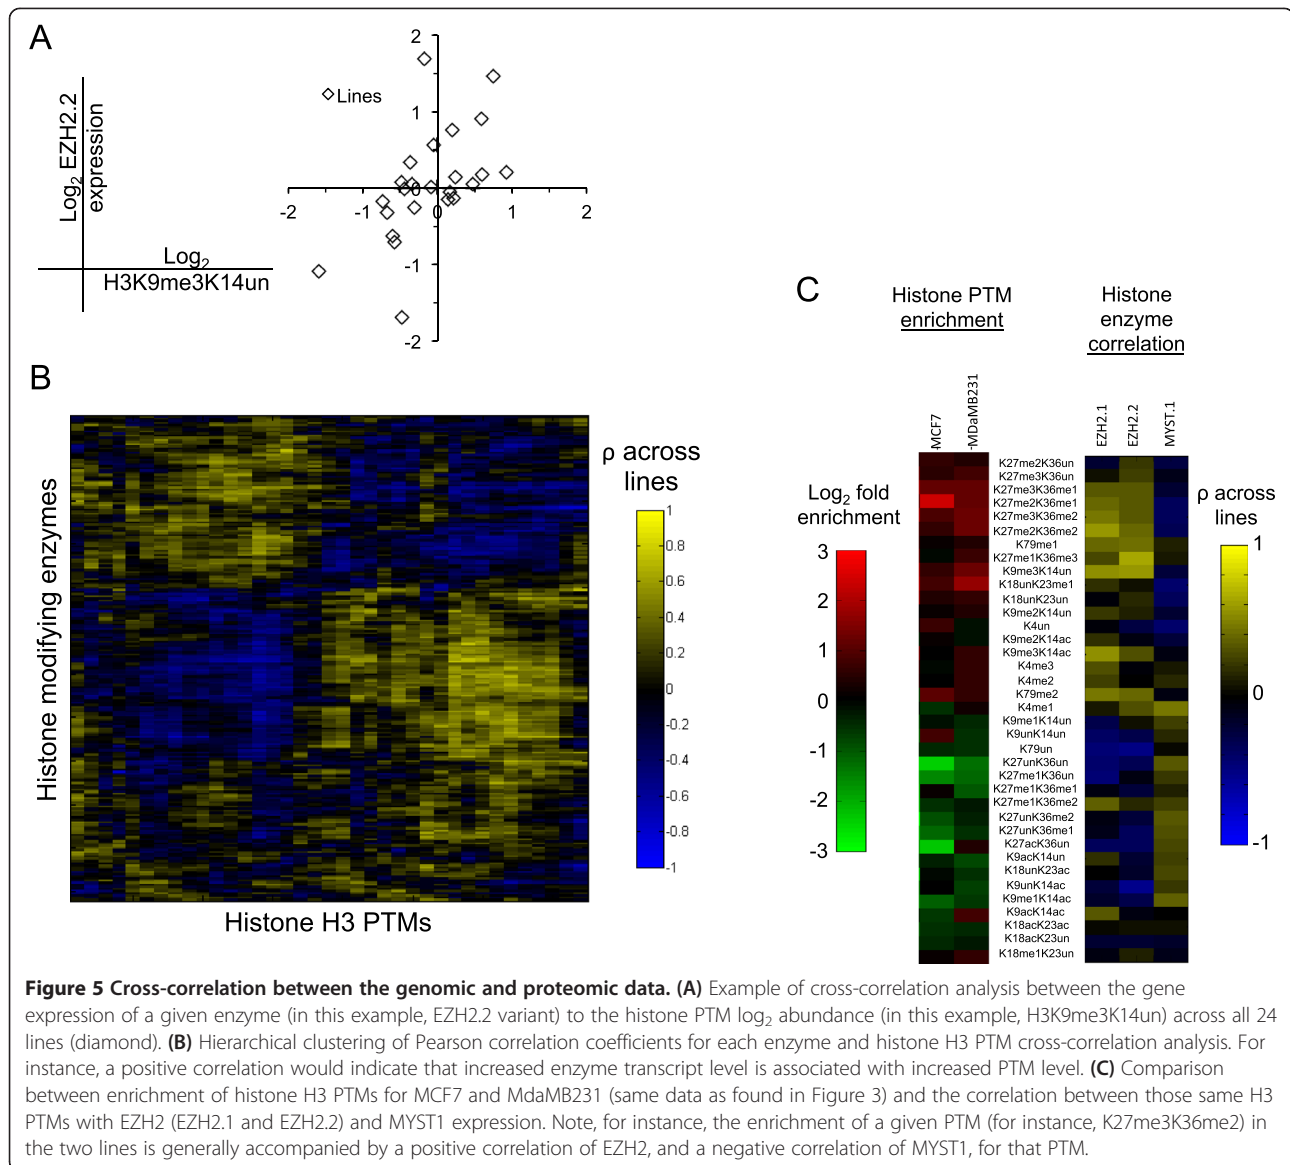 A
Log2 EZH2.2
expression
Log2
H3K9me3K14un
Lines
2
1
0
-1
-2
-2
-1
0
1
2
B
Histone modifying enzymes
Histone H3 PTMs
ρ across
lines
1
0.8
0.6
0.4
0.2
0
-0.2
-0.4
-0.6
-0.8
-1
C
Histone PTM
enrichment
Histone
enzyme
correlation
MCF7
MDaMB231
EZH2.1
EZH2.2
MYST.1
Log2 fold
enrichment
3
2
1
0
-1
-2
-3
K27me2K36un
K27me3K36un
K27me3K36me1
K27me2K36me1
K27me3K36me2
K27me2K36me2
K79me1
K27me1K36me3
K9me3K14un
K18unK23me1
K18unK23un
K9me2K14un
K4un
K9me2K14ac
K9me3K14ac
K4me3
K4me2
K79me2
K4me1
K9me1K14un
K9unK14un
K79un
K27unK36un
K27me1K36un
K27me1K36me1
K27me1K36me2
K27unK36me2
K27unK36me1
K27acK36un
K9acK14un
K18unK23ac
K9unK14ac
K9me1K14ac
K9acK14ac
K18acK23ac
K18acK23un
K18me1K23un
ρ across
lines
1
0
-1
Figure 5 Cross-correlation between the genomic and proteomic data. (A) Example of cross-correlation analysis between the gene
expression of a given enzyme (in this example, EZH2.2 variant) to the histone PTM log2 abundance (in this example, H3K9me3K14un) across all 24
lines (diamond). (B) Hierarchical clustering of Pearson correlation coefficients for each enzyme and histone H3 PTM cross-correlation analysis. For
instance, a positive correlation would indicate that increased enzyme transcript level is associated with increased PTM level. (C) Comparison
between enrichment of histone H3 PTMs for MCF7 and MdaMB231 (same data as found in Figure 3) and the correlation between those same H3
PTMs with EZH2 (EZH2.1 and EZH2.2) and MYST1 expression. Note, for instance, the enrichment of a given PTM (for instance, K27me3K36me2) in
the two lines is generally accompanied by a positive correlation of EZH2, and a negative correlation of MYST1, for that PTM.